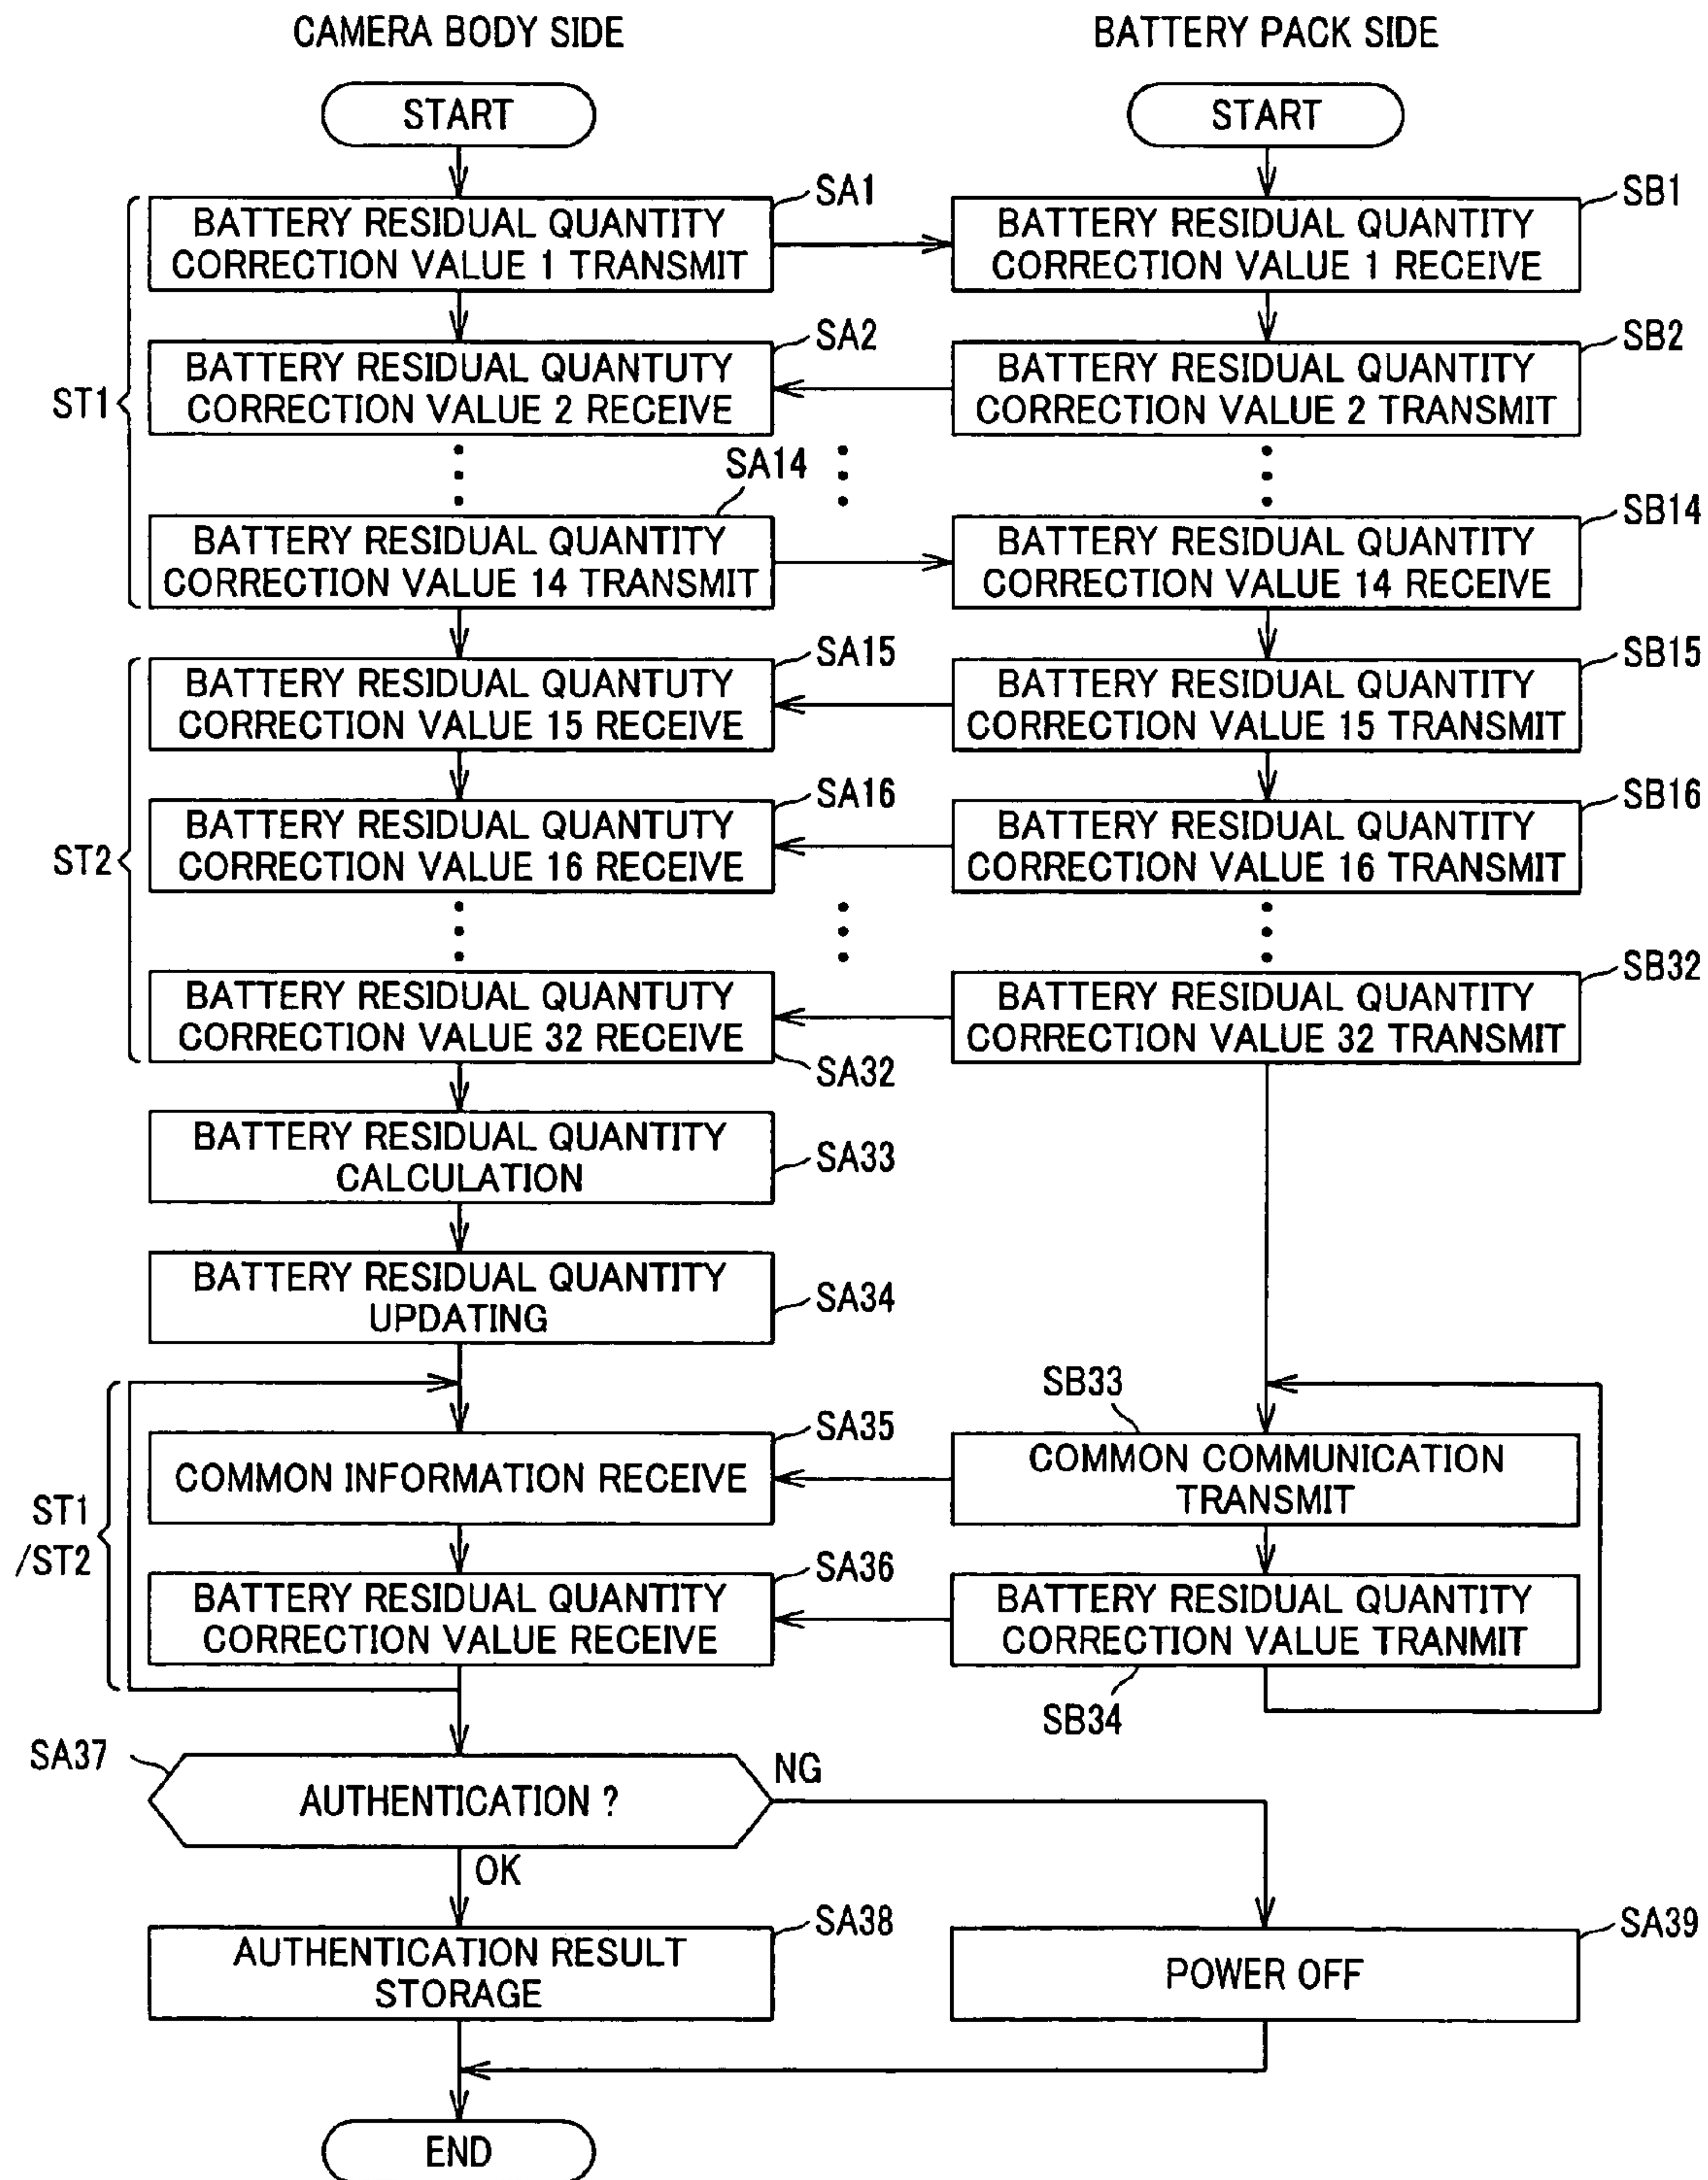 CAMERA BODY SIDE
BATTERY PACK SIDE
START
START
SA1
SB1
BATTERY RESIDUAL QUANTITY
CORRECTION VALUE 1 TRANSMIT
BATTERY RESIDUAL QUANTITY
CORRECTION VALUE 1 RECEIVE
SA2
SB2
BATTERY RESIDUAL QUANTUTY
CORRECTION VALUE 2 RECEIVE
BATTERY RESIDUAL QUANTITY
CORRECTION VALUE 2 TRANSMIT
ST1
SA14
SB14
BATTERY RESIDUAL QUANTITY
CORRECTION VALUE 14 TRANSMIT
BATTERY RESIDUAL QUANTITY
CORRECTION VALUE 14 RECEIVE
SA15
SB15
BATTERY RESIDUAL QUANTUTY
CORRECTION VALUE 15 RECEIVE
BATTERY RESIDUAL QUANTITY
CORRECTION VALUE 15 TRANSMIT
SA16
SB16
BATTERY RESIDUAL QUANTUTY
CORRECTION VALUE 16 RECEIVE
BATTERY RESIDUAL QUANTITY
CORRECTION VALUE 16 TRANSMIT
ST2
SB32
BATTERY RESIDUAL QUANTUTY
CORRECTION VALUE 32 RECEIVE
BATTERY RESIDUAL QUANTITY
CORRECTION VALUE 32 TRANSMIT
SA32
BATTERY RESIDUAL QUANTITY
CALCULATION
SA33
BATTERY RESIDUAL QUANTITY
UPDATING
SA34
SB33
SA35
COMMON INFORMATION RECEIVE
COMMON COMMUNICATION
TRANSMIT
ST1
/ST2
SA36
BATTERY RESIDUAL QUANTITY
CORRECTION VALUE RECEIVE
BATTERY RESIDUAL QUANTITY
CORRECTION VALUE TRANMIT
SB34
SA37
AUTHENTICATION ?
NG
OK
SA38
SA39
AUTHENTICATION RESULT
STORAGE
POWER OFF
END